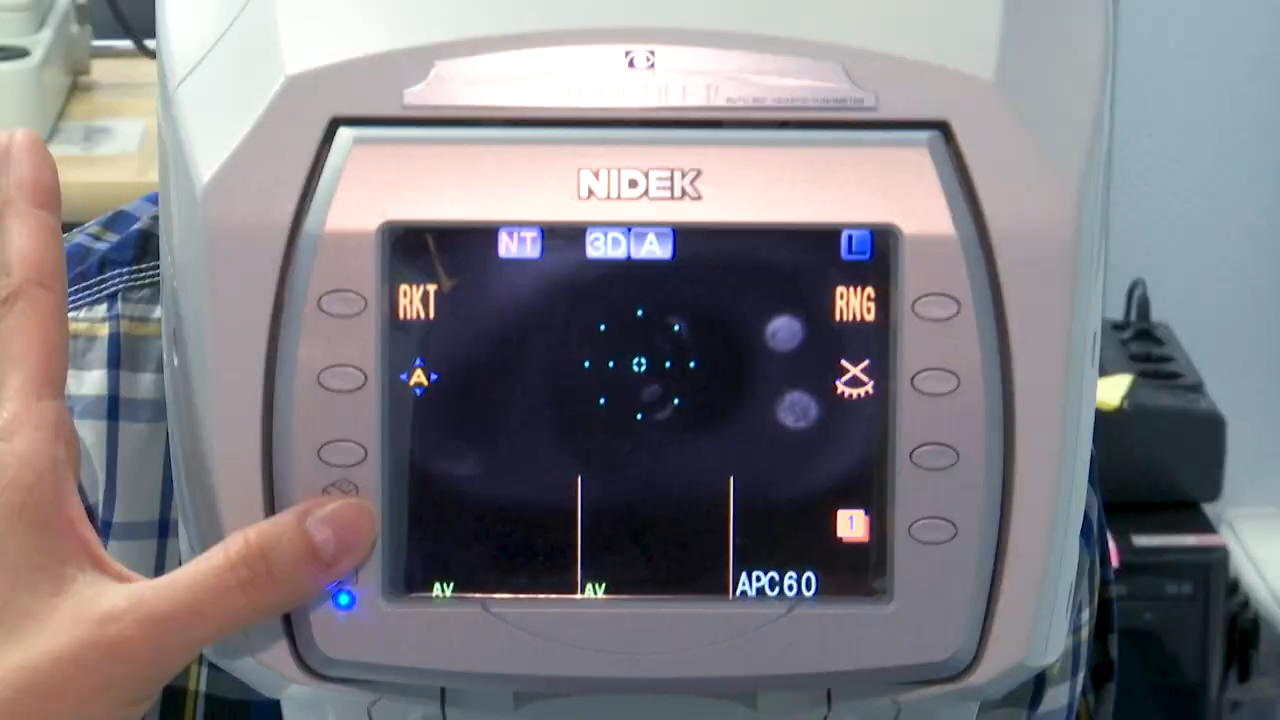 NIDEK
NT 3D A L
RKT RNG
A
1
AV AV APC60